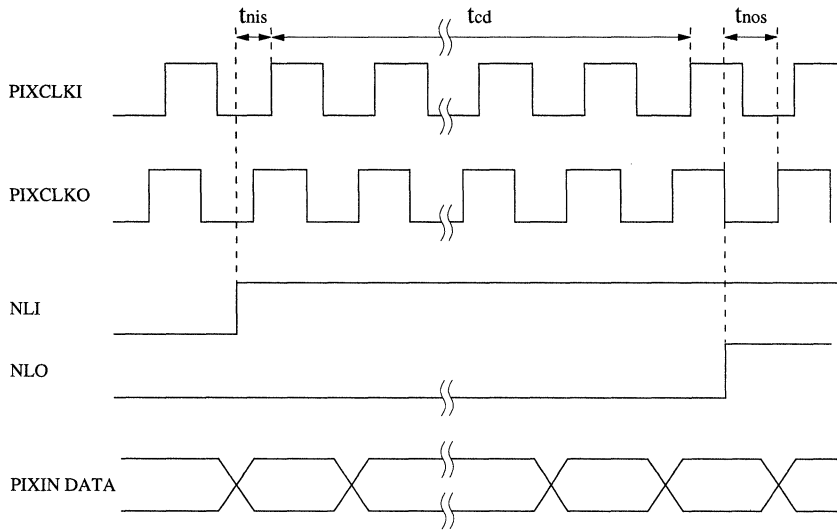 tnis
tcd
tnos
PIXCLKI
PIXCLKO
NLI
NLO
PIXIN DATA